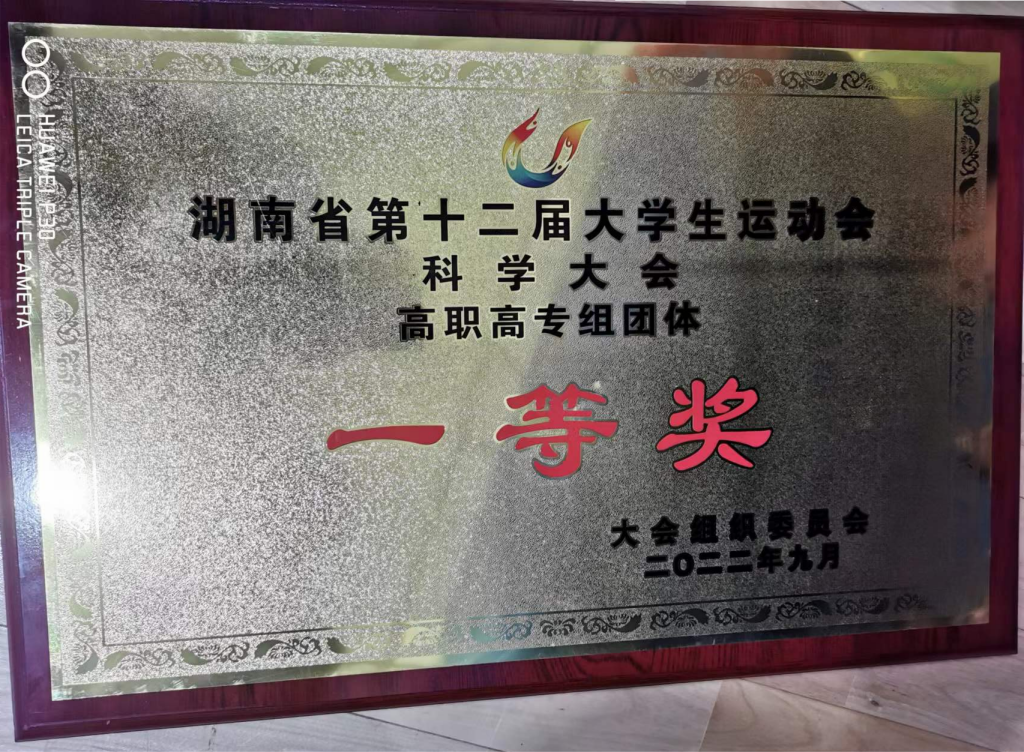 湖南省第十二届大学生运动会
科学大会
高职高专组团体
一等奖
大会组织委员会
二〇二二年九月
HUAWEI P30
LEICA TRIPLE CAMERA